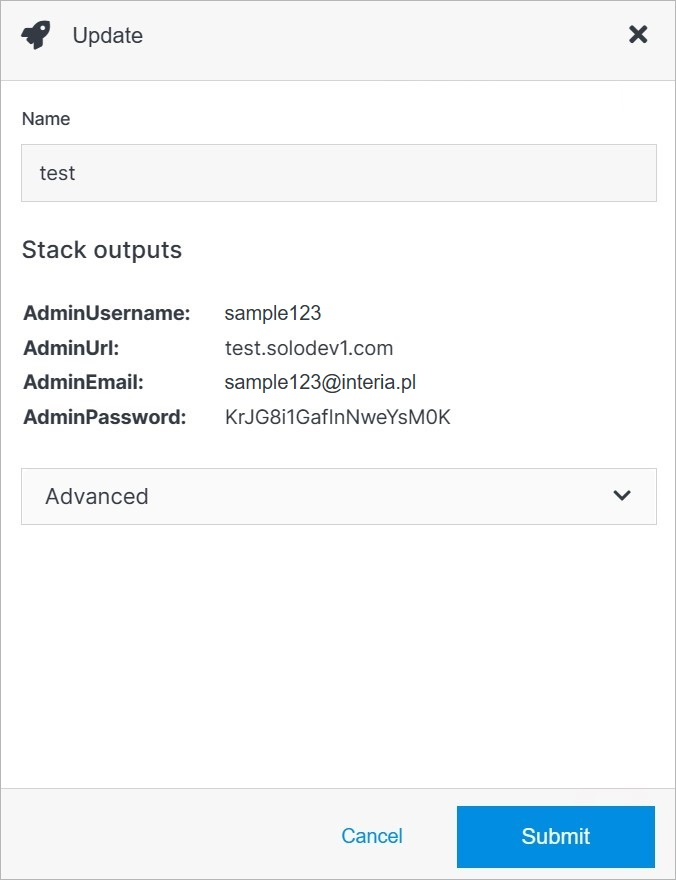 Update
Name
test
Stack outputs
AdminUsername: sample123
AdminUrl: test.solodev1.com
AdminEmail: sample123@interia.pl
AdminPassword: KrJG8i1GafInNweYsM0K
Advanced
Cancel
Submit